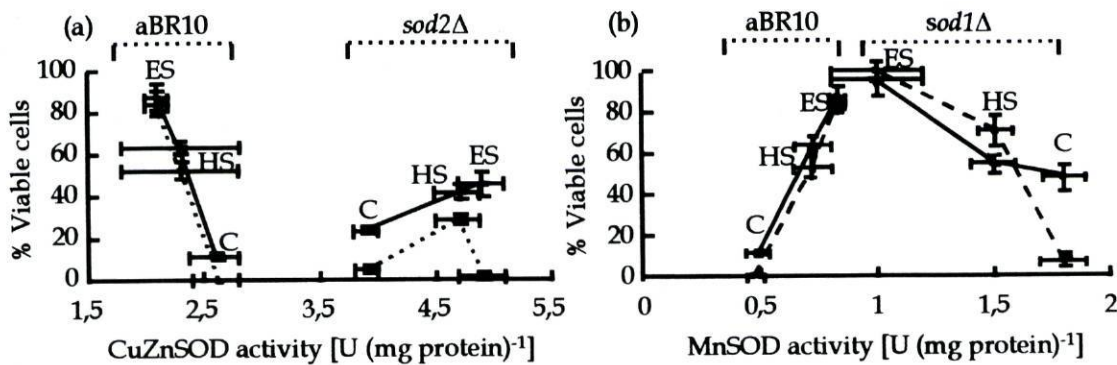 (a) aBR10 sod2Δ
% Viable cells
100
80
60
40
20
0
ES
HS
C
C
HS
ES
1,5 2,5 3,5 4,5 5,5
CuZnSOD activity [U (mg protein)-1]
(b) aBR10 sod1Δ
% Viable cells
100
80
60
40
20
0
C
HS
ES
ES
HS
C
0 0,5 1 1,5 2
MnSOD activity [U (mg protein)-1]